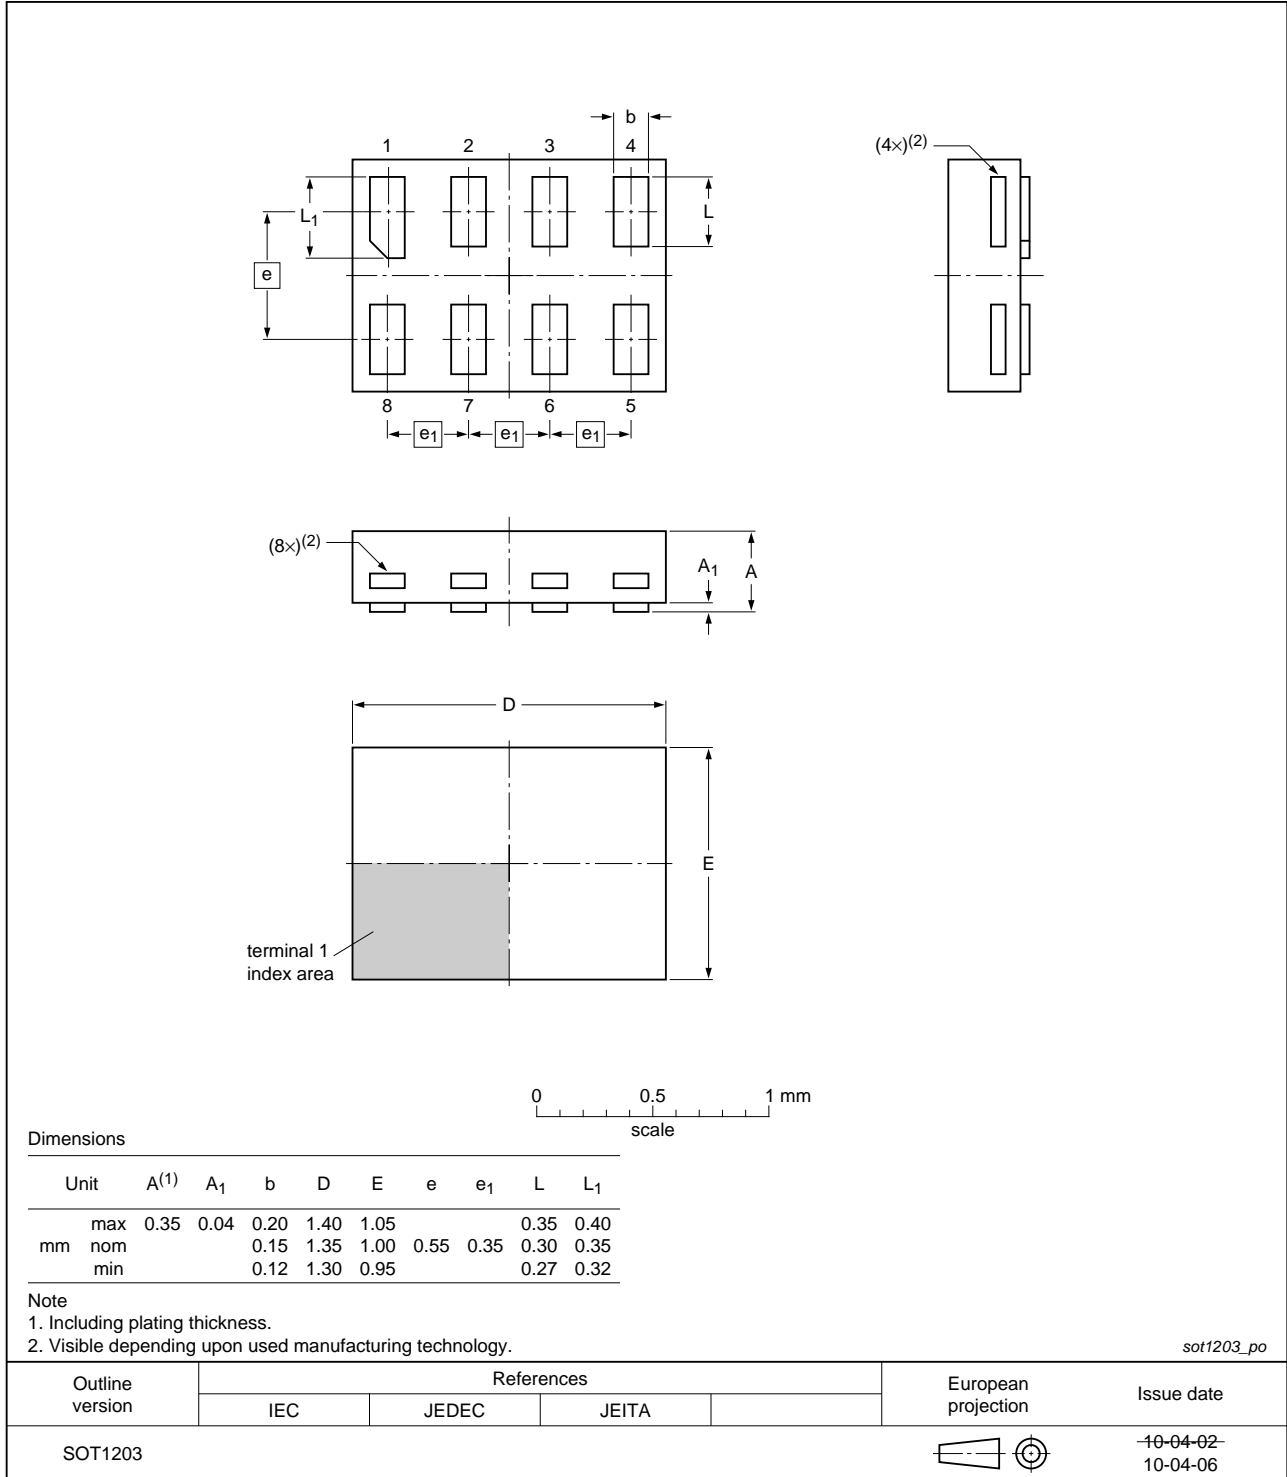 b
1 2 3 4
(4×)(2)
L1
L
e
8 7 6 5
e1 e1 e1
(8×)(2)
A1 A
D
E
terminal 1
index area
0 0.5 1 mm
scale
Dimensions
Unit A(1) A1 b D E e e1 L L1
max 0.35 0.04 0.20 1.40 1.05 0.35 0.40
mm nom 0.15 1.35 1.00 0.55 0.35 0.30 0.35
min 0.12 1.30 0.95 0.27 0.32
Note
1. Including plating thickness.
2. Visible depending upon used manufacturing technology.
sot1203_po
Outline
version
References
IEC JEDEC JEITA
European
projection
Issue date
SOT1203
10-04-02
10-04-06